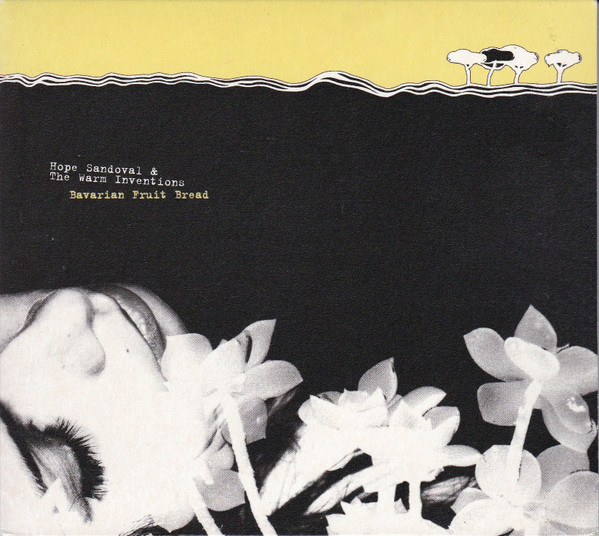 Hope Sandoval &
The Warm Inventions
Bavarian Fruit Bread